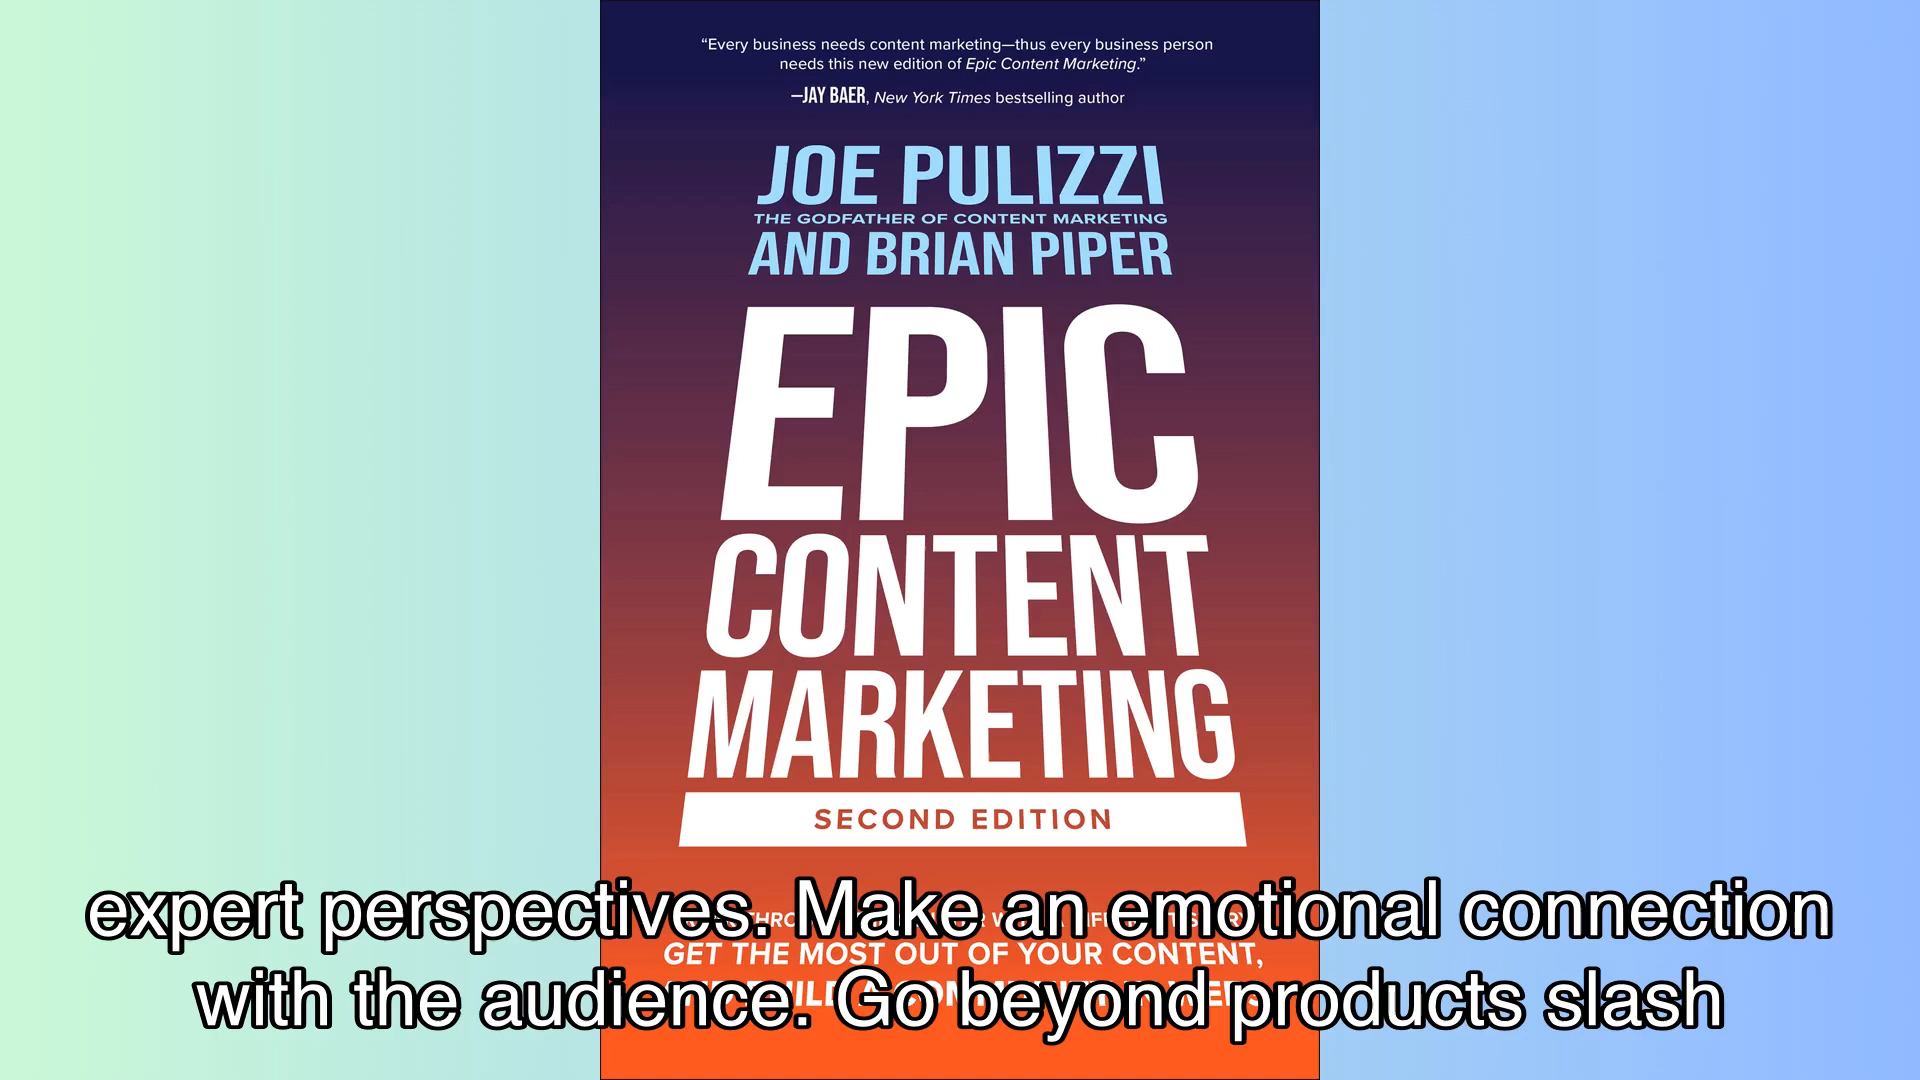 “Every business needs content marketing—thus every business person
needs this new edition of Epic Content Marketing.”
—JAY BAER, New York Times bestselling author
JOE PULIZZI
THE GODFATHER OF CONTENT MARKETING
AND BRIAN PIPER
EPIC
CONTENT
MARKETING
SECOND EDITION
expert perspectives. Make an emotional connection
GET THE MOST OUT OF YOUR CONTENT,
with the audience. Go beyond products slash